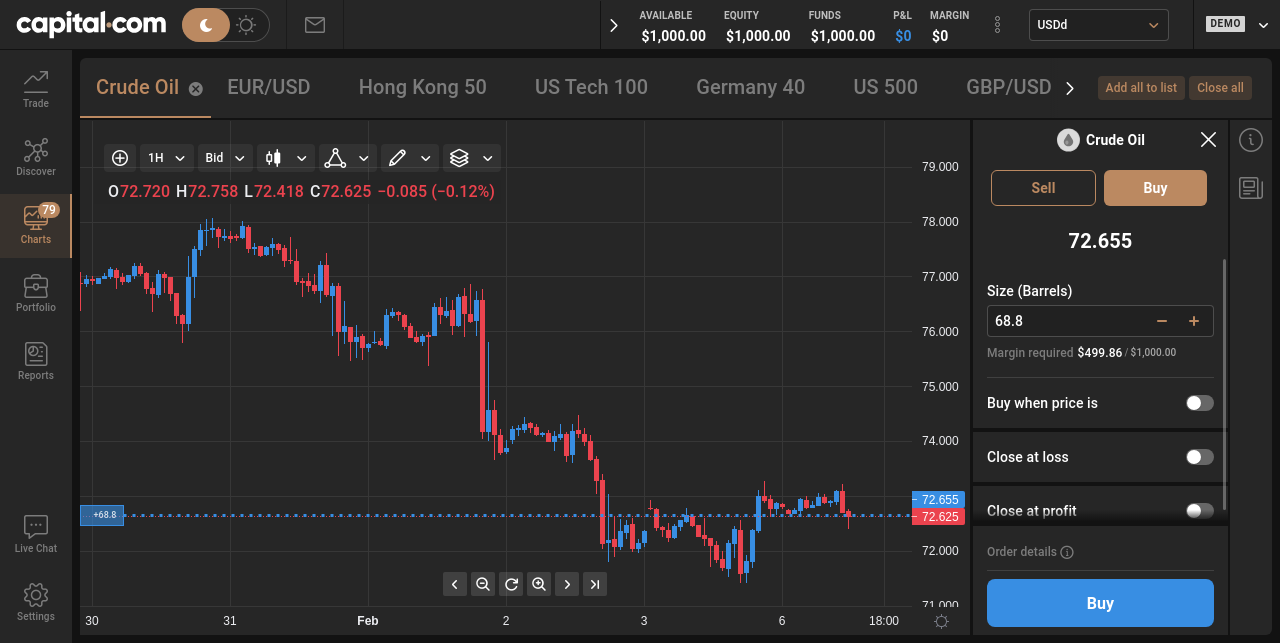 capital.com
AVAILABLE EQUITY FUNDS P&L MARGIN
$1,000.00 $1,000.00 $1,000.00 $0 $0
USDd
DEMO
Trade
Discover
79
Charts
Portfolio
Reports
Live Chat
Settings
Crude Oil EUR/USD Hong Kong 50 US Tech 100 Germany 40 US 500 GBP/USD
Add all to list Close all
1H Bid
O72.720 H72.758 L72.418 C72.625 −0.085 (−0.12%)
79.000
78.000
77.000
76.000
75.000
74.000
72.655
72.625
72.000
71.000
+68.8
30 31 Feb 2 3 6 18:00
Crude Oil
Sell Buy
72.655
Size (Barrels)
68.8 − +
Margin required $499.86 / $1,000.00
Buy when price is
Close at loss
Close at profit
Order details
Buy